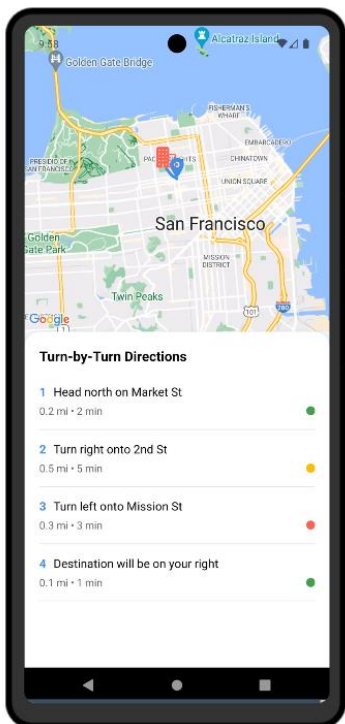 9:58
Alcatraz Island
Golden Gate Bridge
FISHERMAN'S
WHARF
EMBARCADERO
PRESIDIO OF
SAN FRANCISCO
CHINATOWN
UNION SQUARE
San Francisco
Golden
Gate Park
MISSION
DISTRICT
Twin Peaks
Google
1
101
280
Turn-by-Turn Directions
1 Head north on Market St
0.2 mi • 2 min
2 Turn right onto 2nd St
0.5 mi • 5 min
3 Turn left onto Mission St
0.3 mi • 3 min
4 Destination will be on your right
0.1 mi • 1 min